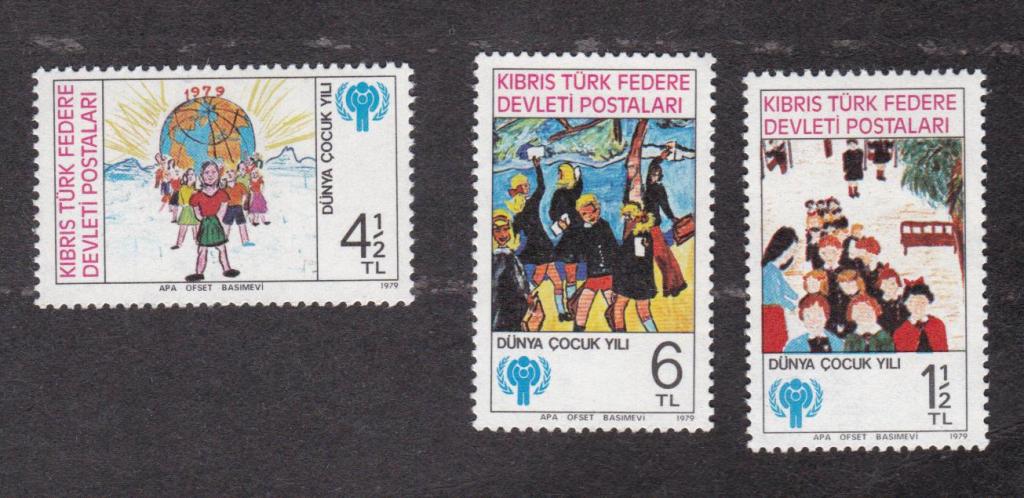 KIBRIS TÜRK FEDERE
DEVLETİ POSTALARI
1979
DÜNYA ÇOCUK YILI
4 1/2
TL
APA OFSET BASIMEVİ 1979
KIBRIS TÜRK FEDERE
DEVLETİ POSTALARI
DÜNYA ÇOCUK YILI
6
TL
APA OFSET BASIMEVİ 1979
KIBRIS TÜRK FEDERE
DEVLETİ POSTALARI
DÜNYA ÇOCUK YILI
1 1/2
TL
APA OFSET BASIMEVİ 1979